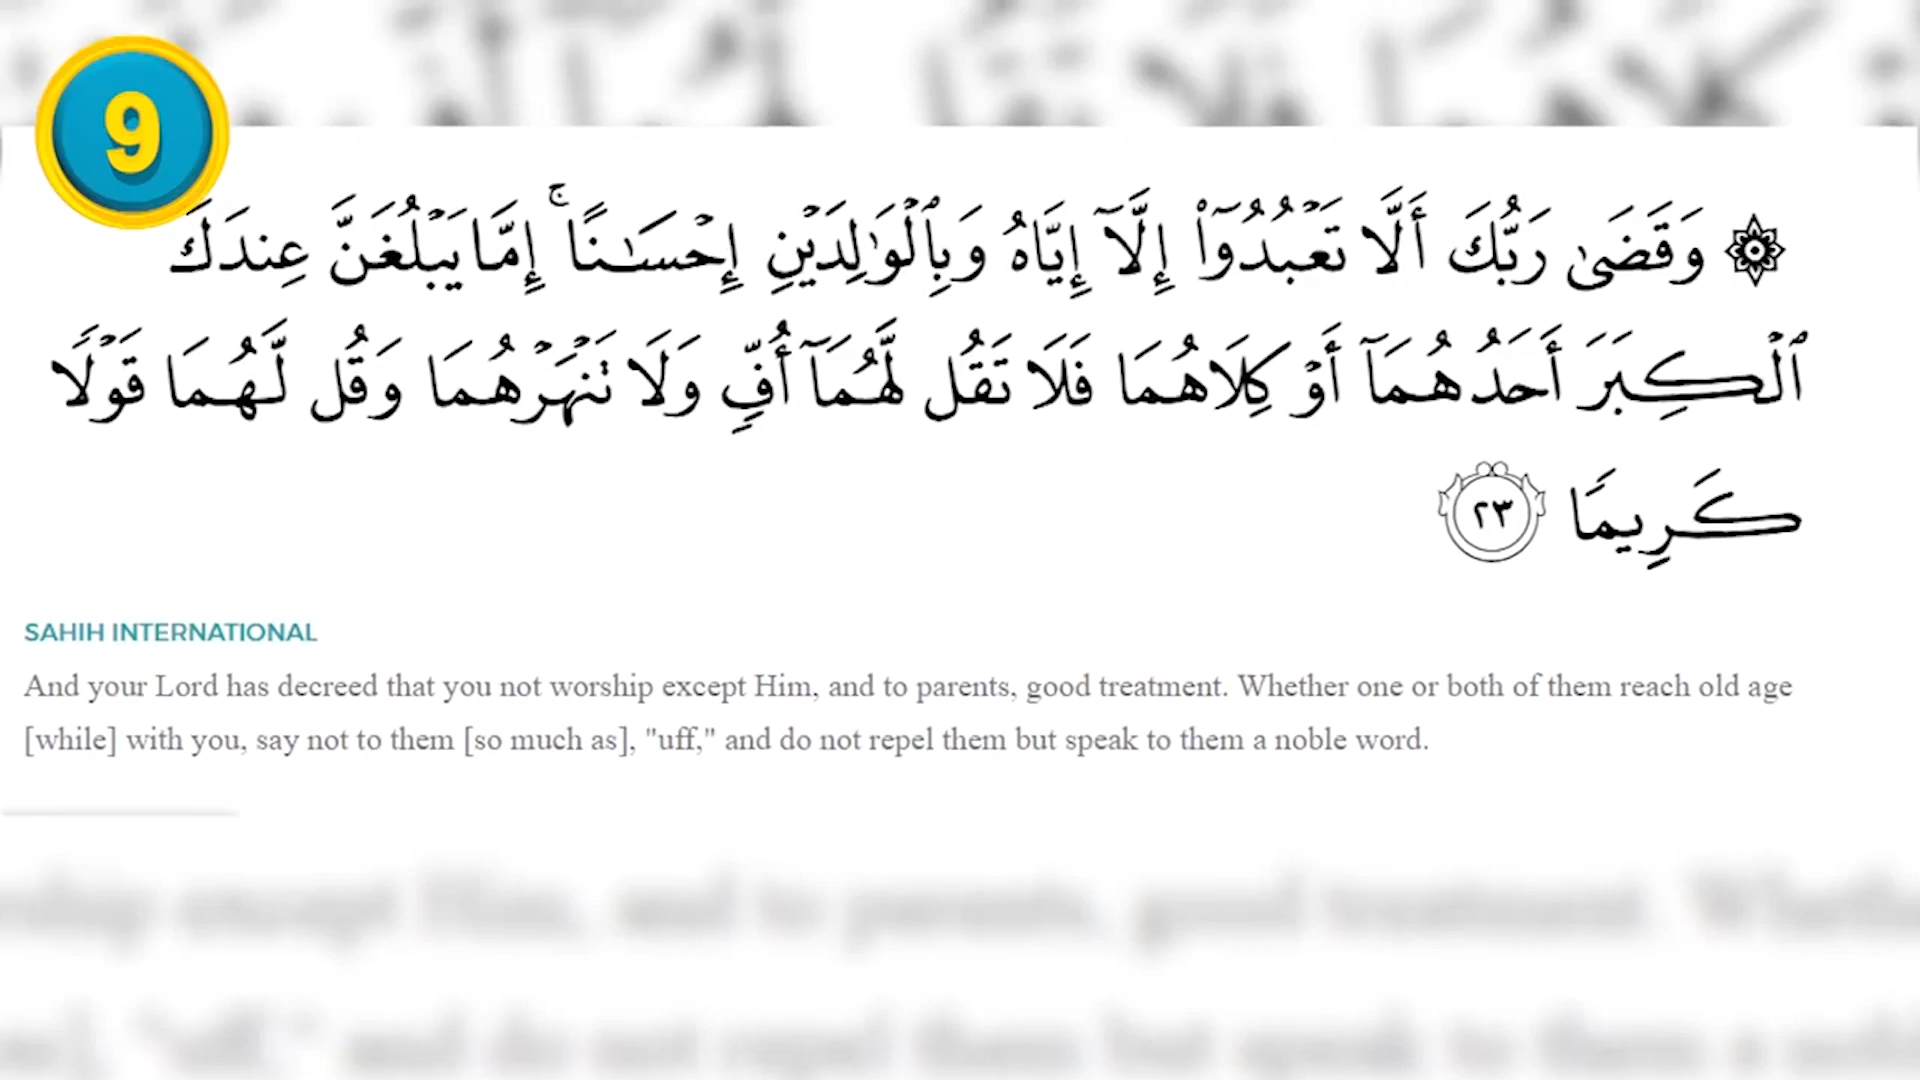 9
۞ وَقَضَىٰ رَبُّكَ أَلَّا تَعْبُدُوٓا۟ إِلَّآ إِيَّاهُ وَبِٱلْوَٰلِدَيْنِ إِحْسَـٰنًا ۚ إِمَّا يَبْلُغَنَّ عِندَكَ
ٱلْكِبَرَ أَحَدُهُمَآ أَوْ كِلَاهُمَا فَلَا تَقُل لَّهُمَآ أُفٍّ وَلَا تَنْهَرْهُمَا وَقُل لَّهُمَا قَوْلًا
كَرِيمًا ٢٣
SAHIH INTERNATIONAL
And your Lord has decreed that you not worship except Him, and to parents, good treatment. Whether one or both of them reach old age
[while] with you, say not to them [so much as], "uff," and do not repel them but speak to them a noble word.